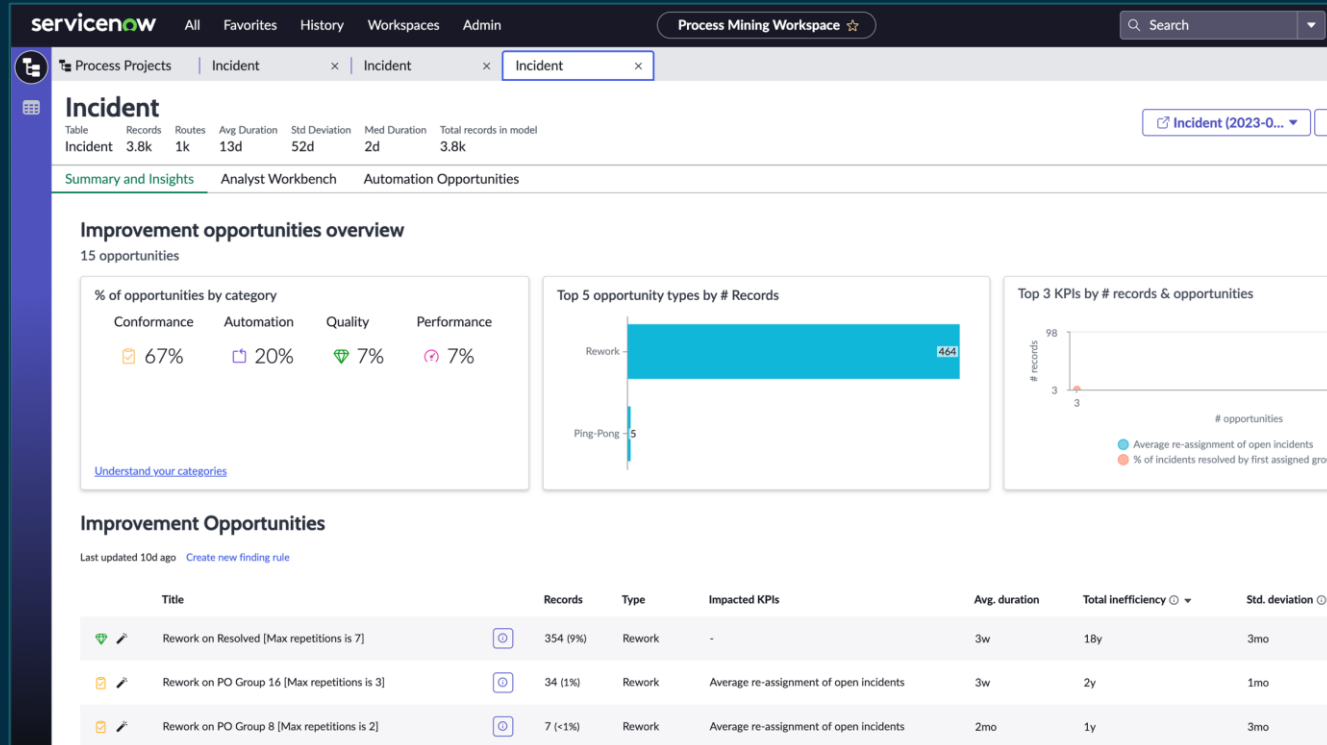 servicenow All Favorites History Workspaces Admin Process Mining Workspace Search
Process Projects Incident × Incident × Incident ×
Incident
Table Records Routes Avg Duration Std Deviation Med Duration Total records in model
Incident 3.8k 1k 13d 52d 2d 3.8k
Incident (2023-0...
Summary and Insights Analyst Workbench Automation Opportunities
Improvement opportunities overview
15 opportunities
% of opportunities by category
Conformance Automation Quality Performance
67% 20% 7% 7%
Understand your categories
Top 5 opportunity types by # Records
Rework 464
Ping-Pong 5
Top 3 KPIs by # records & opportunities
98
# records
3
3
# opportunities
Average re-assignment of open incidents
% of incidents resolved by first assigned gro
Improvement Opportunities
Last updated 10d ago Create new finding rule
Title Records Type Impacted KPIs Avg. duration Total inefficiency Std. deviation
Rework on Resolved [Max repetitions is 7] 354 (9%) Rework - 3w 18y 3mo
Rework on PO Group 16 [Max repetitions is 3] 34 (1%) Rework Average re-assignment of open incidents 3w 2y 1mo
Rework on PO Group 8 [Max repetitions is 2] 7 (<1%) Rework Average re-assignment of open incidents 2mo 1y 3mo